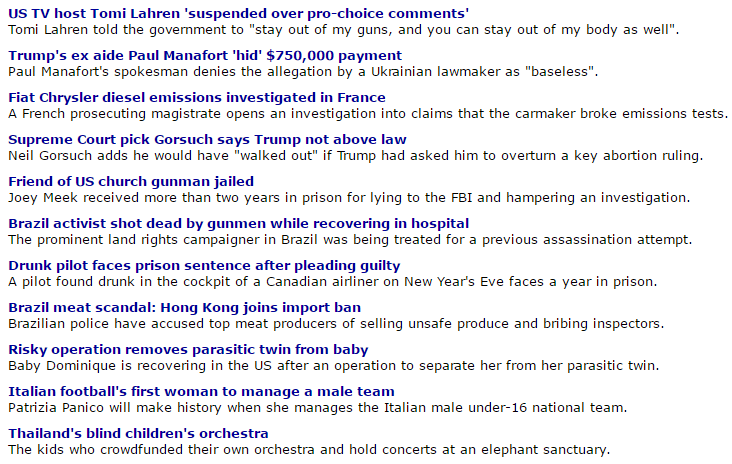 US TV host Tomi Lahren 'suspended over pro-choice comments'
Tomi Lahren told the government to "stay out of my guns, and you can stay out of my body as well".
Trump's ex aide Paul Manafort 'hid' $750,000 payment
Paul Manafort's spokesman denies the allegation by a Ukrainian lawmaker as "baseless".
Fiat Chrysler diesel emissions investigated in France
A French prosecuting magistrate opens an investigation into claims that the carmaker broke emissions tests.
Supreme Court pick Gorsuch says Trump not above law
Neil Gorsuch adds he would have "walked out" if Trump had asked him to overturn a key abortion ruling.
Friend of US church gunman jailed
Joey Meek received more than two years in prison for lying to the FBI and hampering an investigation.
Brazil activist shot dead by gunmen while recovering in hospital
The prominent land rights campaigner in Brazil was being treated for a previous assassination attempt.
Drunk pilot faces prison sentence after pleading guilty
A pilot found drunk in the cockpit of a Canadian airliner on New Year's Eve faces a year in prison.
Brazil meat scandal: Hong Kong joins import ban
Brazilian police have accused top meat producers of selling unsafe produce and bribing inspectors.
Risky operation removes parasitic twin from baby
Baby Dominique is recovering in the US after an operation to separate her from her parasitic twin.
Italian football's first woman to manage a male team
Patrizia Panico will make history when she manages the Italian male under-16 national team.
Thailand's blind children's orchestra
The kids who crowdfunded their own orchestra and hold concerts at an elephant sanctuary.